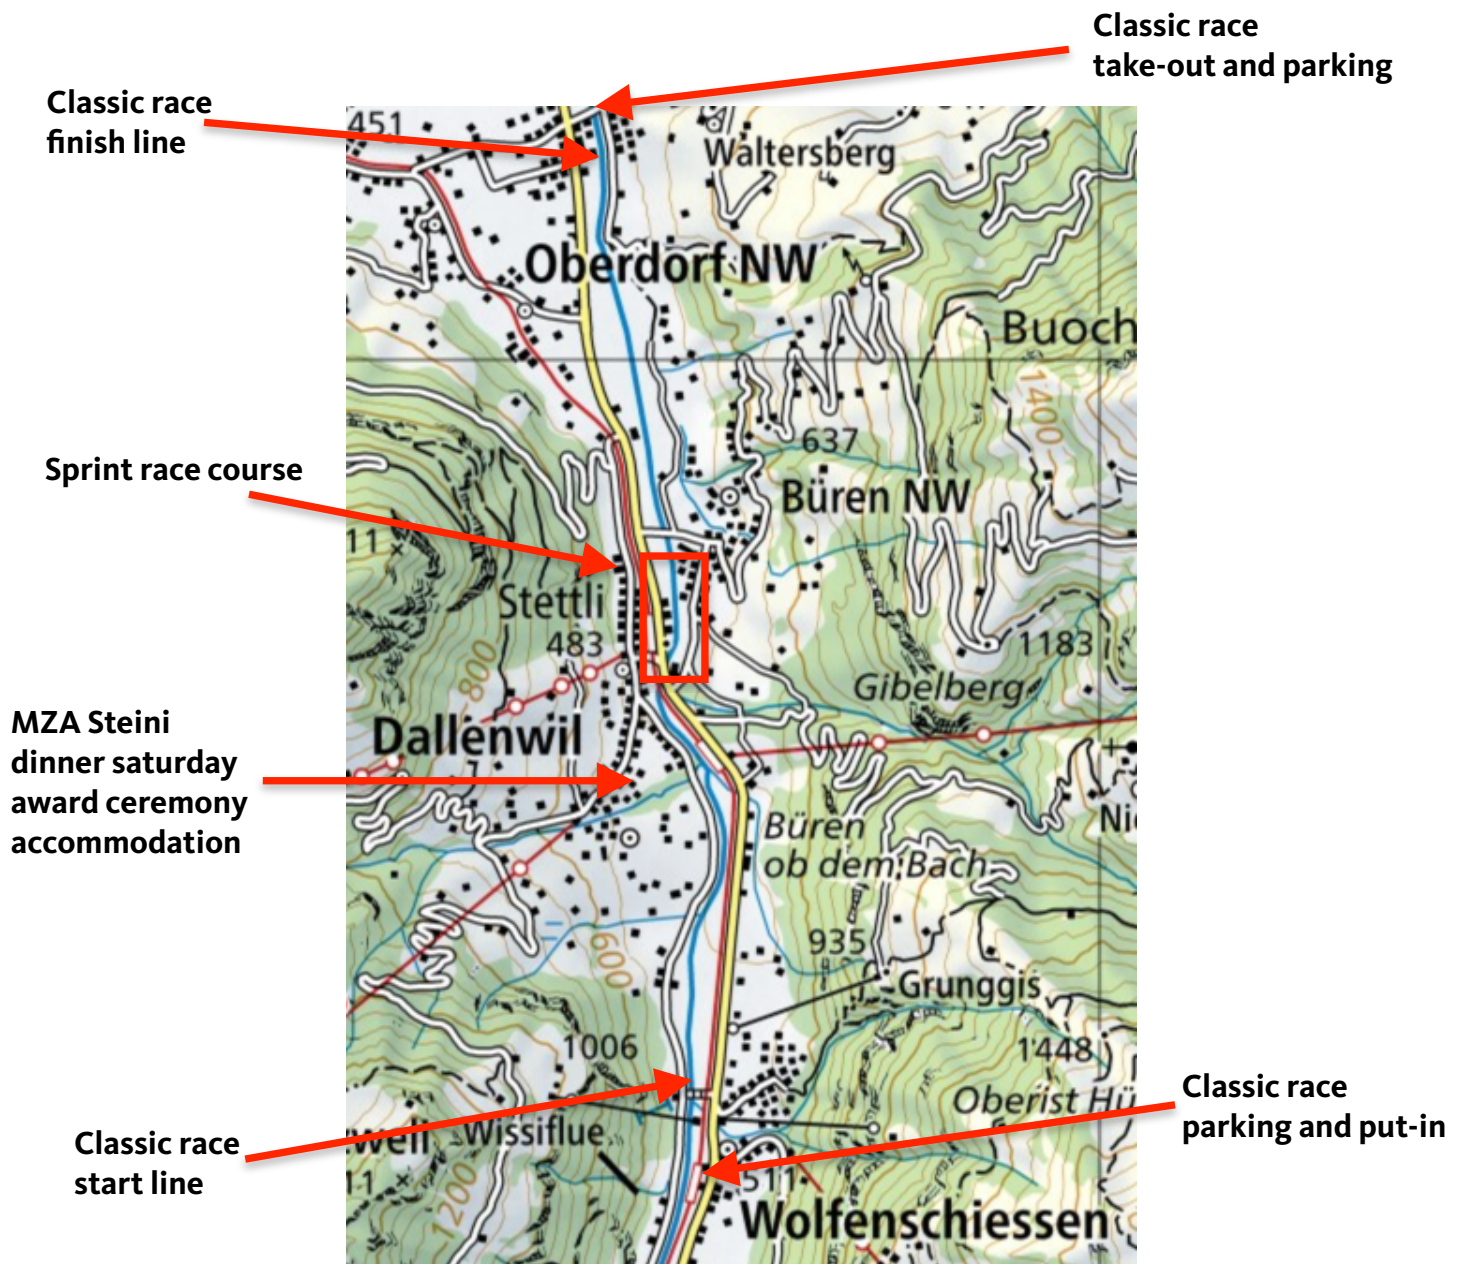 Classic race
take-out and parking
Classic race
finish line
451
Waltersberg
Oberdorf NW
Buoch
1400
637
Sprint race course
Büren NW
11
Stettli
483
1183
800
Gibelberg
MZA Steini
dinner saturday
award ceremony
accommodation
Dallenwil
Büren
ob dem Bach
Nie
935
600
Grunggis
1006
1448
Oberist Hü
Classic race
parking and put-in
Classic race
start line
well
Wissiflue
11
511
1200
Wolfenschiessen